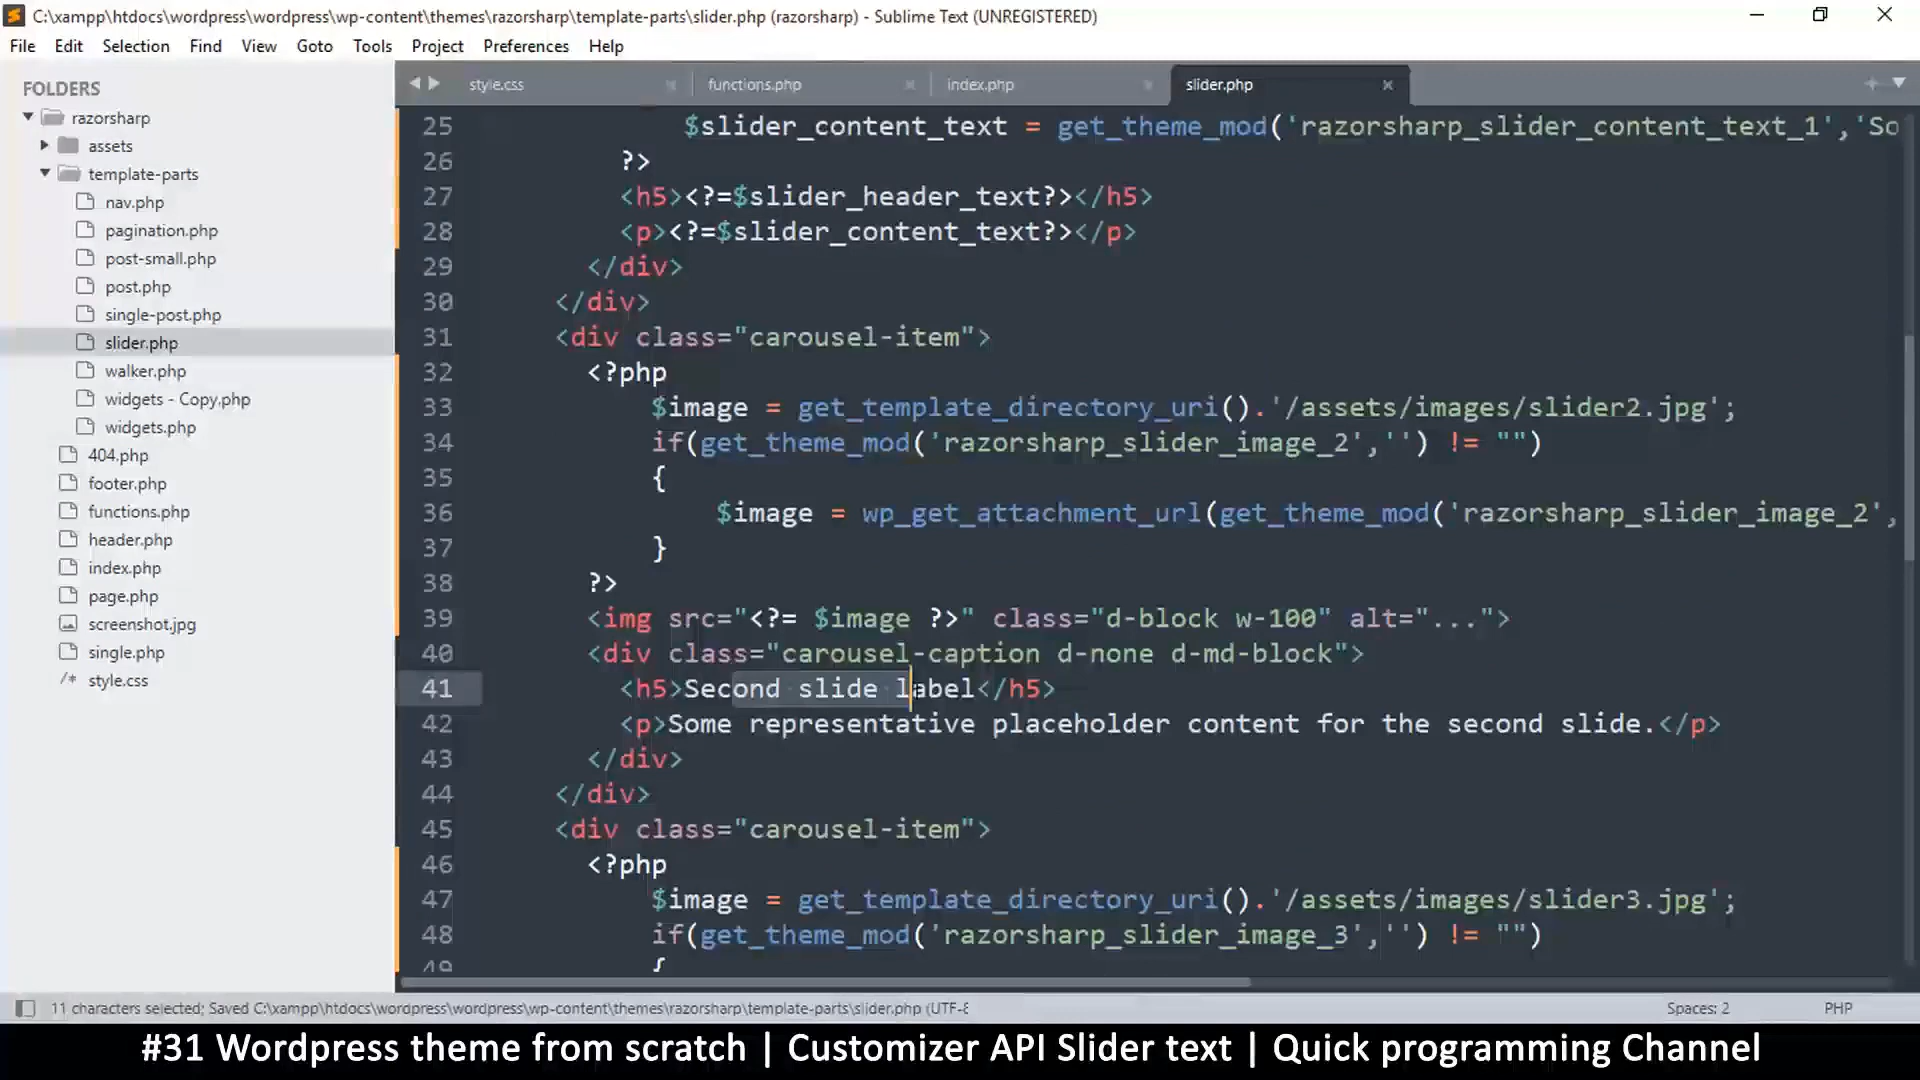 C:\xampp\htdocs\wordpress\wordpress\wp-content\themes\razorsharp\template-parts\slider.php (razorsharp) - Sublime Text (UNREGISTERED)
File Edit Selection Find View Goto Tools Project Preferences Help
FOLDERS
razorsharp
assets
template-parts
nav.php
pagination.php
post-small.php
post.php
single-post.php
slider.php
walker.php
widgets - Copy.php
widgets.php
404.php
footer.php
functions.php
header.php
index.php
page.php
screenshot.jpg
single.php
/* style.css
style.css functions.php index.php slider.php
25 $slider_content_text = get_theme_mod('razorsharp_slider_content_text_1','So
26 ?>
27 <h5><?=$slider_header_text?></h5>
28 <p><?=$slider_content_text?></p>
29 </div>
30 </div>
31 <div class="carousel-item">
32 <?php
33 $image = get_template_directory_uri().'/assets/images/slider2.jpg';
34 if(get_theme_mod('razorsharp_slider_image_2','') != "")
35 {
36 $image = wp_get_attachment_url(get_theme_mod('razorsharp_slider_image_2',
37 }
38 ?>
39 <img src="<?= $image ?>" class="d-block w-100" alt="...">
40 <div class="carousel-caption d-none d-md-block">
41 <h5>Second slide label</h5>
42 <p>Some representative placeholder content for the second slide.</p>
43 </div>
44 </div>
45 <div class="carousel-item">
46 <?php
47 $image = get_template_directory_uri().'/assets/images/slider3.jpg';
48 if(get_theme_mod('razorsharp_slider_image_3','') != "")
49 {
11 characters selected; Saved C:\xampp\htdocs\wordpress\wordpress\wp-content\themes\razorsharp\template-parts\slider.php (UTF-8 Spaces: 2 PHP
#31 Wordpress theme from scratch | Customizer API Slider text | Quick programming Channel